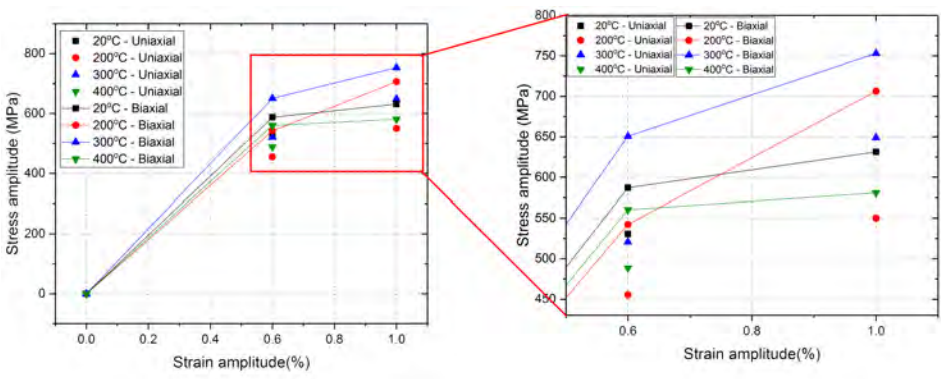 800
600
400
200
0
0.0 0.2 0.4 0.6 0.8 1.0
Stress amplitude (MPa)
Strain amplitude(%)
20°C - Uniaxial
200°C - Uniaxial
300°C - Uniaxial
400°C - Uniaxial
20°C - Biaxial
200°C - Biaxial
300°C - Biaxial
400°C - Biaxial
800
750
700
650
600
550
500
450
0.6 0.8 1.0
Stress amplitude (MPa)
Strain amplitude(%)
20°C - Uniaxial 20°C - Biaxial
200°C - Uniaxial 200°C - Biaxial
300°C - Uniaxial 300°C - Biaxial
400°C - Uniaxial 400°C - Biaxial